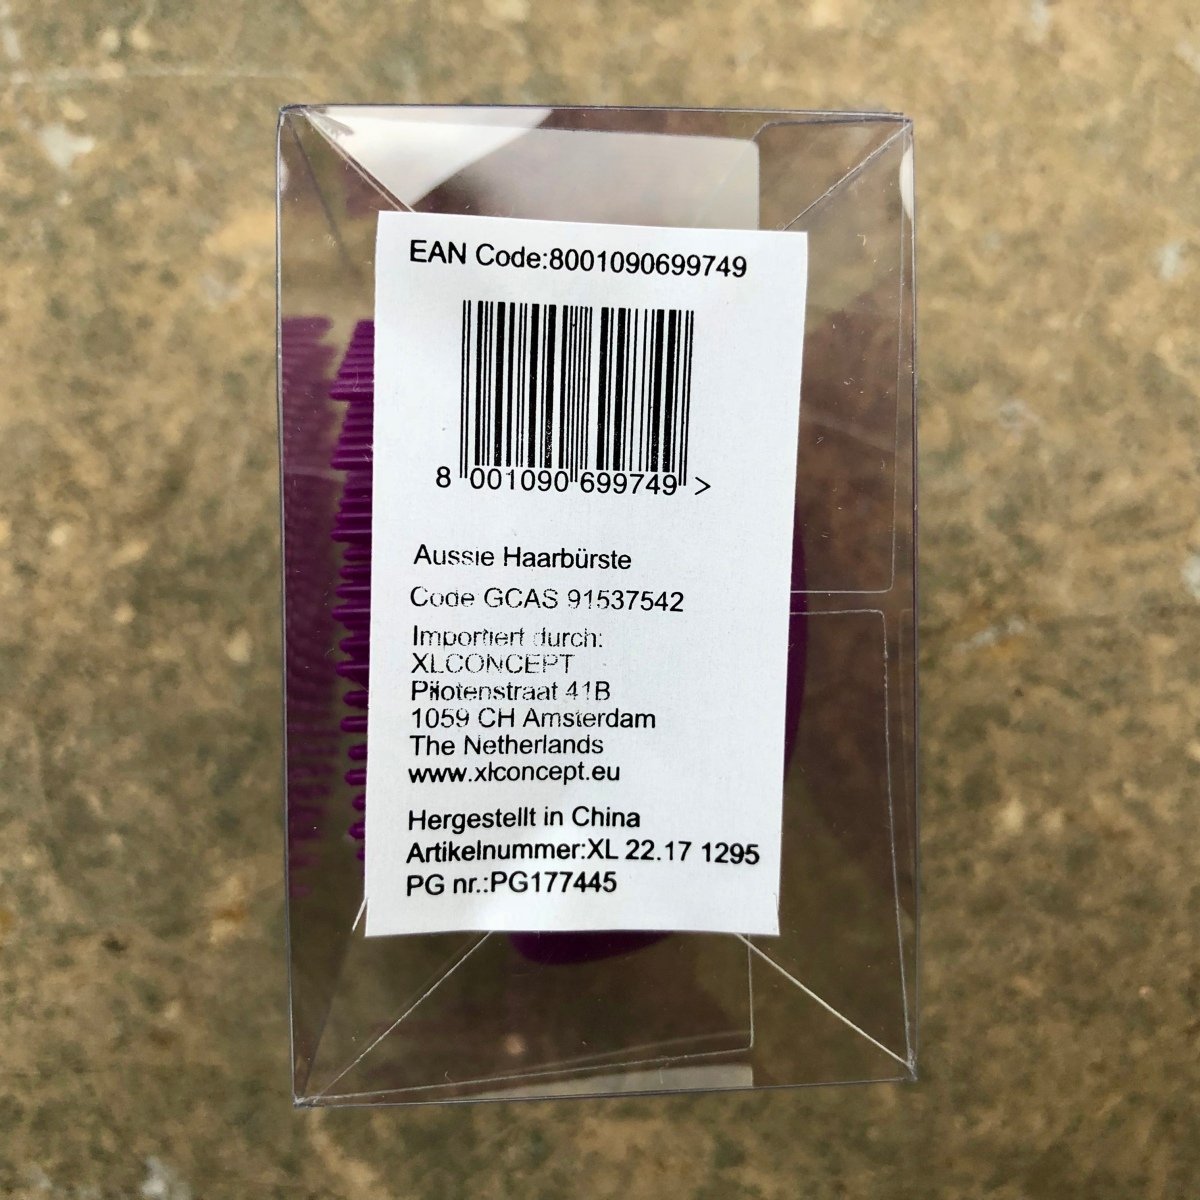 EAN Code:8001090699749
8 001090 699749 >
Aussie Haarbürste
Code GCAS 91537542
Importiert durch:
XLCONCEPT
Pilotenstraat 41B
1059 CH Amsterdam
The Netherlands
www.xlconcept.eu
Hergestellt in China
Artikelnummer:XL 22.17 1295
PG nr.:PG177445